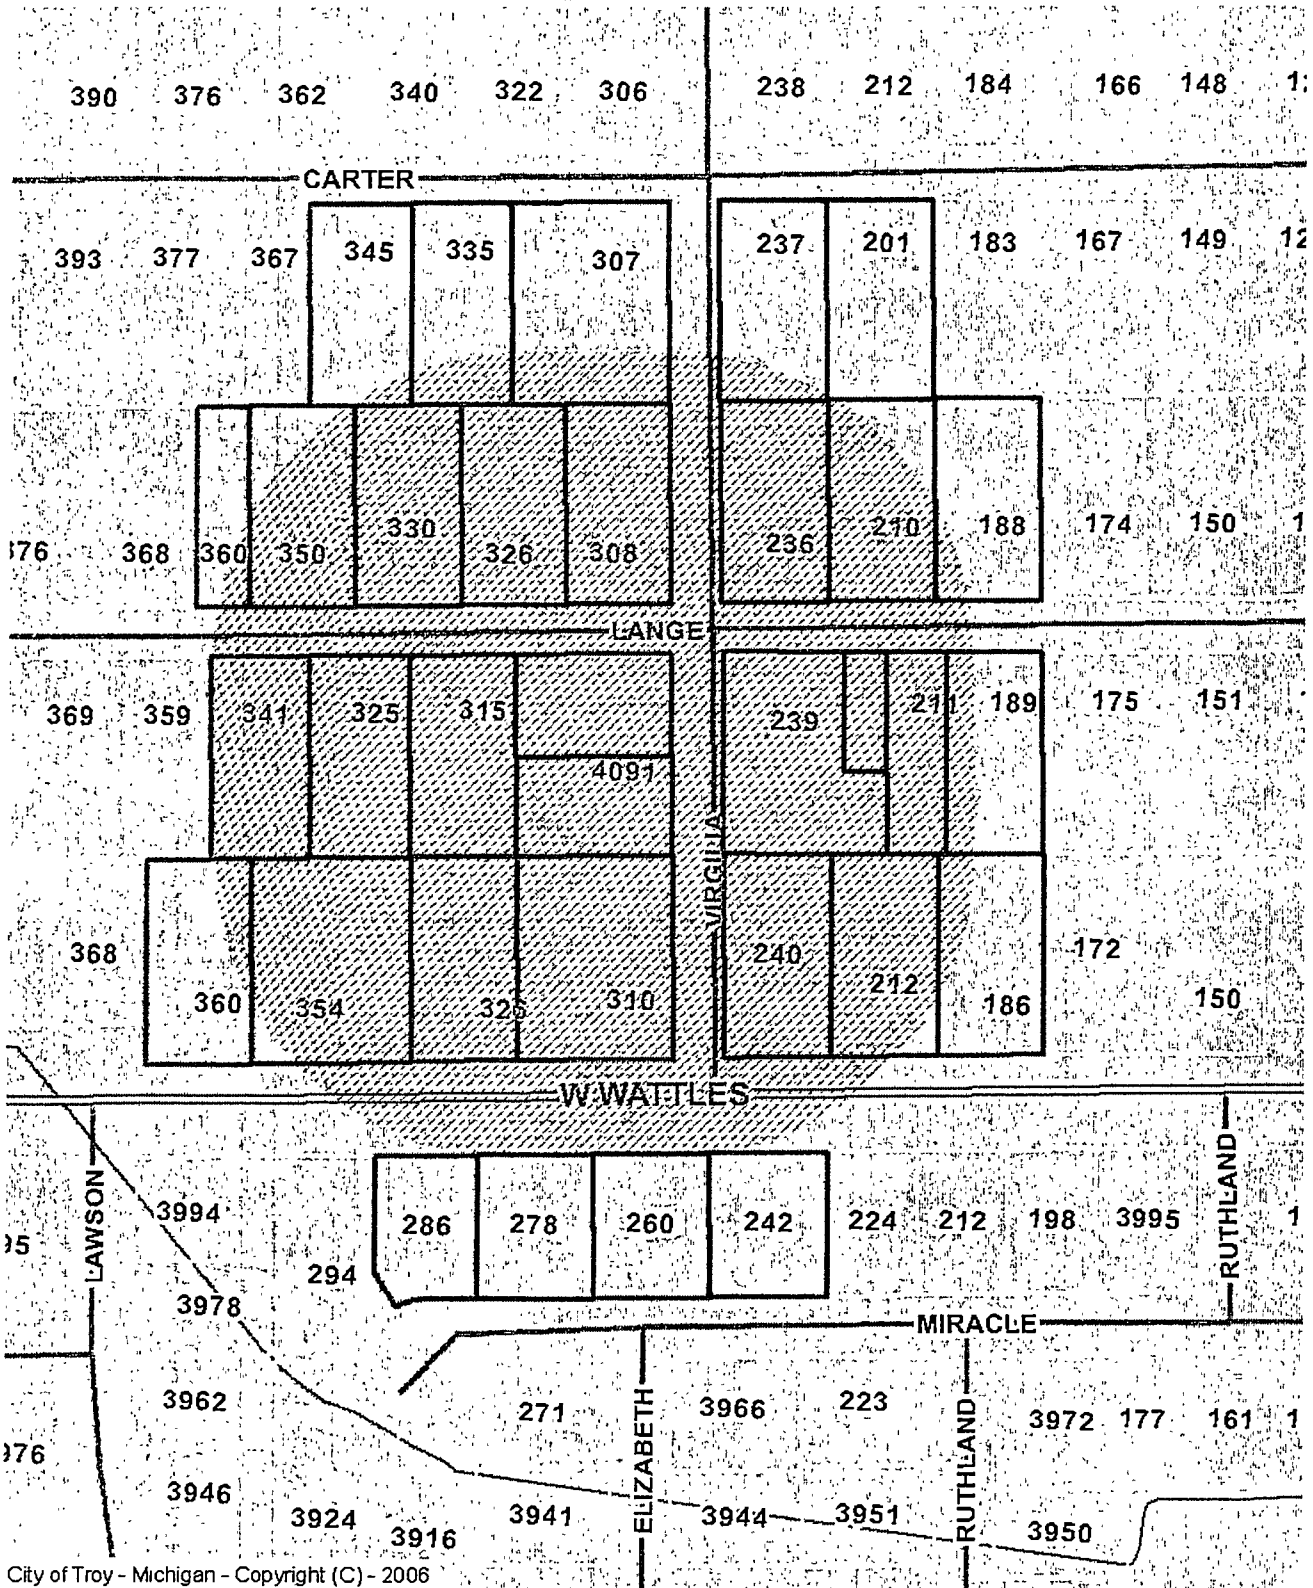 390 376 362 340 322 306 238 212 184 166 148
CARTER
393 377 367 345 335 307 237 201 183 167 149
368 360 350 330 326 308 236 210 188 174 150
LANGE
369 359 341 325 315 239 211 189 175 151
4091
VIRGILIA
368 360 354 326 310 240 212 186 172 150
W WATTLES
LAWSON
RUTHLAND
3994 286 278 260 242 224 212 198 3995
294
3978
MIRACLE
3962 271 3966 223 3972 177 161
ELIZABETH
RUTHLAND
3946 3924 3916 3941 3944 3951 3950
City of Troy - Michigan - Copyright (C) - 2006